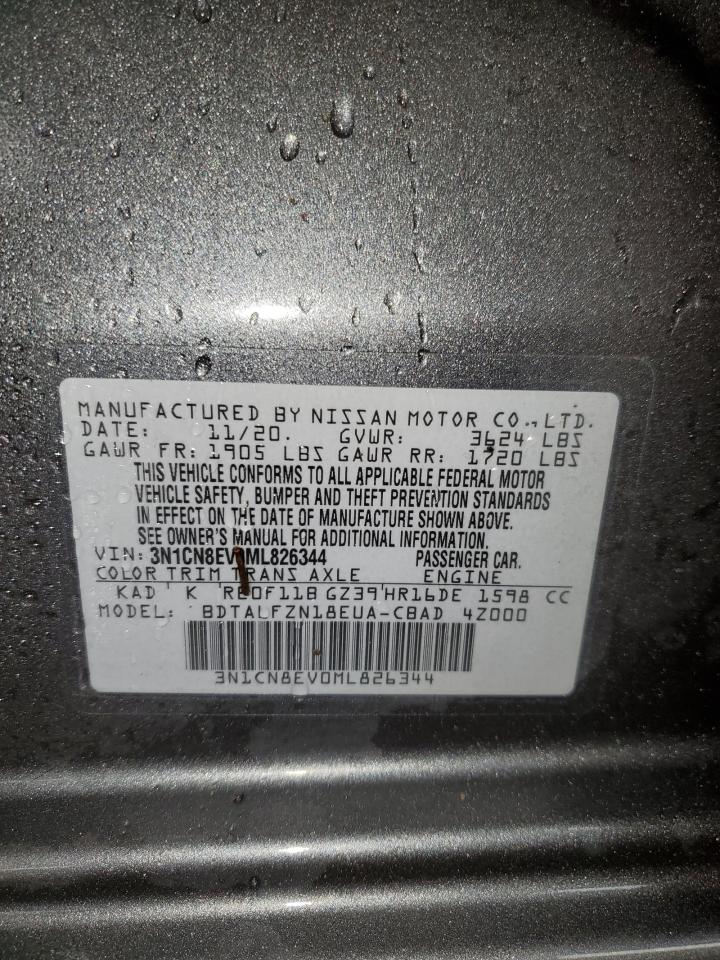 MANUFACTURED BY NISSAN MOTOR CO., LTD.
DATE: 11/20. GVWR: 3624 LBS
GAWR FR: 1905 LBS GAWR RR: 1720 LBS
THIS VEHICLE CONFORMS TO ALL APPLICABLE FEDERAL MOTOR
VEHICLE SAFETY, BUMPER AND THEFT PREVENTION STANDARDS
IN EFFECT ON THE DATE OF MANUFACTURE SHOWN ABOVE.
SEE OWNER'S MANUAL FOR ADDITIONAL INFORMATION.
VIN: 3N1CN8EV0ML826344 PASSENGER CAR.
COLOR TRIM TRANS AXLE ENGINE
KAD K RE0F11B GZ39 HR16DE 1598 CC
MODEL: BDTALFZN18EUA-CBAD 4Z000
3N1CN8EV0ML826344